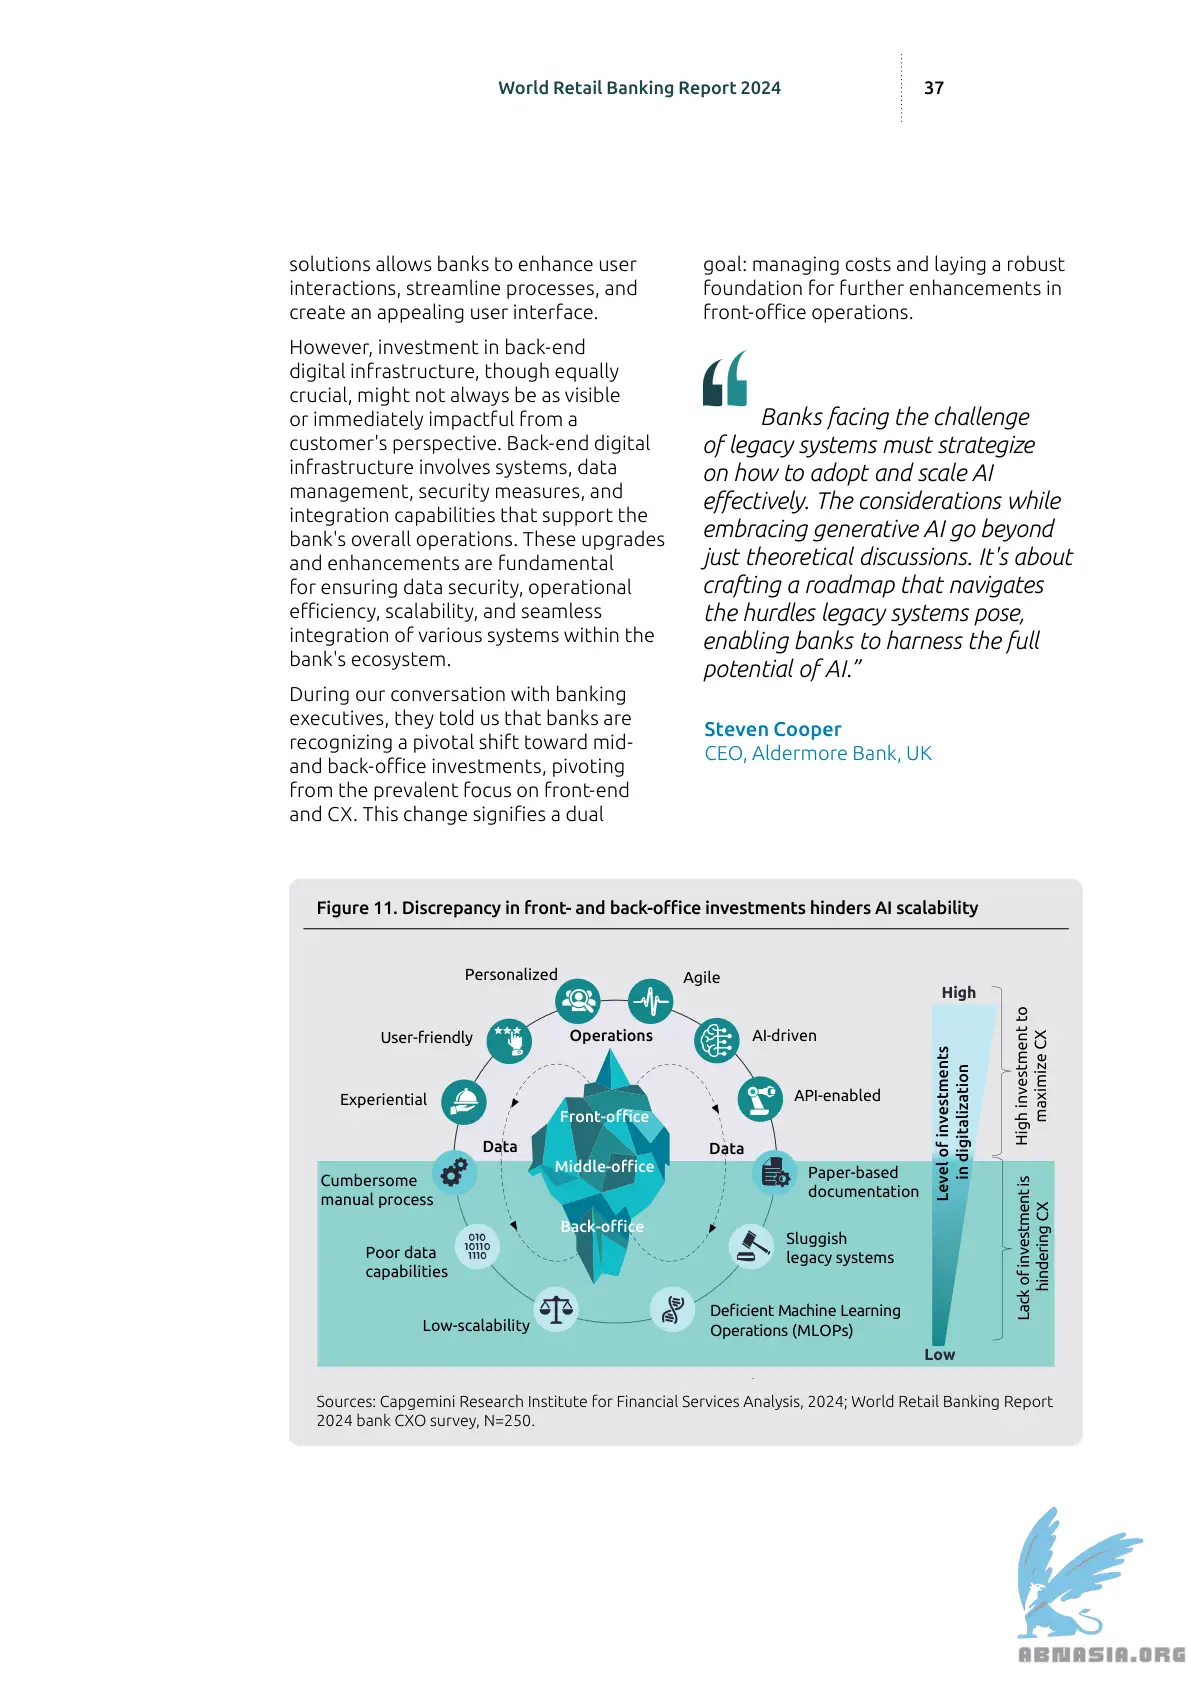 World Retail Banking Report 2024
37
solutions allows banks to enhance user
interactions, streamline processes, and
create an appealing user interface.
However, investment in back-end
digital infrastructure, though equally
crucial, might not always be as visible
or immediately impactful from a
customer's perspective. Back-end digital
infrastructure involves systems, data
management, security measures, and
integration capabilities that support the
bank's overall operations. These upgrades
and enhancements are fundamental
for ensuring data security, operational
efficiency, scalability, and seamless
integration of various systems within the
bank's ecosystem.
During our conversation with banking
executives, they told us that banks are
recognizing a pivotal shift toward mid-
and back-office investments, pivoting
from the prevalent focus on front-end
and CX. This change signifies a dual
goal: managing costs and laying a robust
foundation for further enhancements in
front-office operations.
“
Banks facing the challenge
of legacy systems must strategize
on how to adopt and scale AI
effectively. The considerations while
embracing generative AI go beyond
just theoretical discussions. It's about
crafting a roadmap that navigates
the hurdles legacy systems pose,
enabling banks to harness the full
potential of AI.”
Steven Cooper
CEO, Aldermore Bank, UK
Figure 11. Discrepancy in front- and back-office investments hinders AI scalability
Personalized
Agile
User-friendly
Operations
AI-driven
Experiential
API-enabled
Front-office
Data
Data
Middle-office
Cumbersome
manual process
Paper-based
documentation
Back-office
Poor data
capabilities
010
10110
1110
Sluggish
legacy systems
Low-scalability
Deficient Machine Learning
Operations (MLOPs)
High
Level of investments
in digitalization
Low
High investment to
maximize CX
Lack of investment is
hindering CX
Sources: Capgemini Research Institute for Financial Services Analysis, 2024; World Retail Banking Report
2024 bank CXO survey, N=250.
ABNASIA.ORG